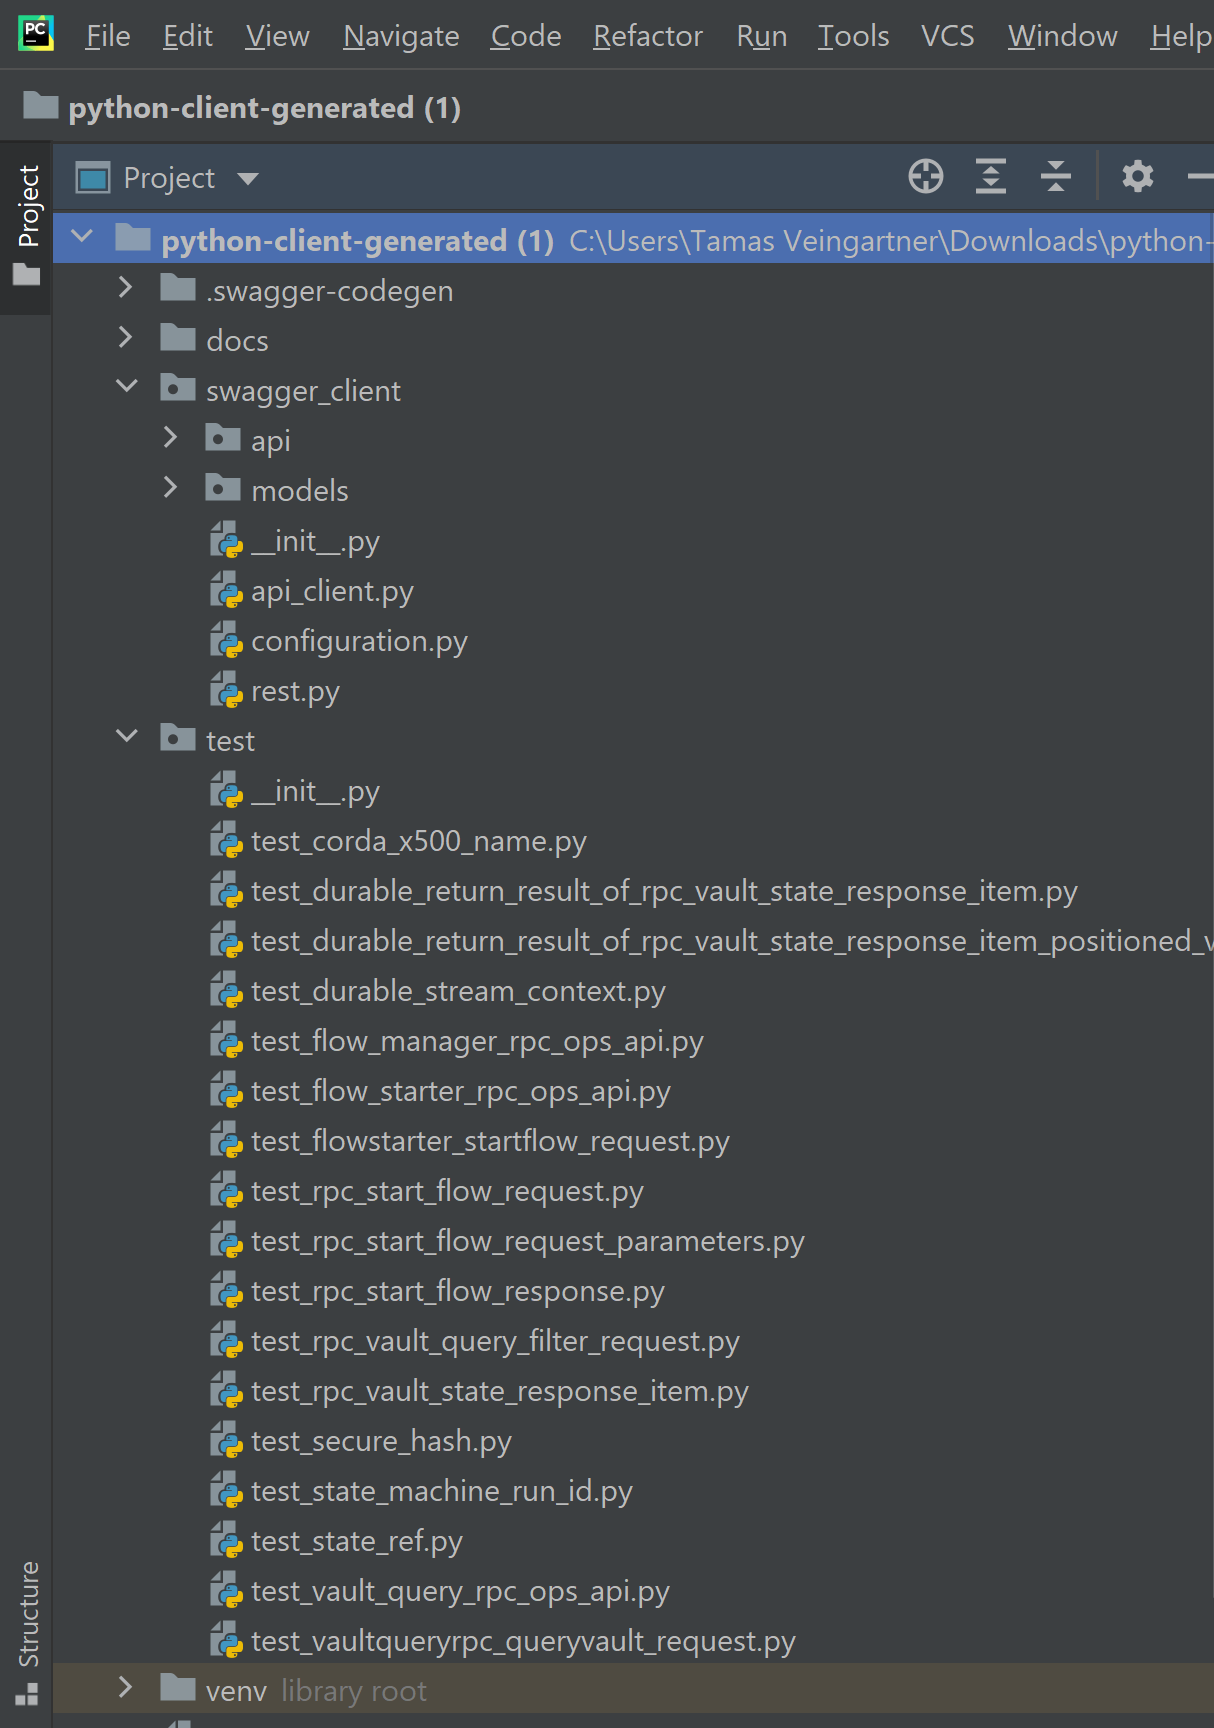 PC
File Edit View Navigate Code Refactor Run Tools VCS Window Help
python-client-generated (1)
Project
Project
python-client-generated (1) C:\Users\Tamas Veingartner\Downloads\python-
.swagger-codegen
docs
swagger_client
api
models
__init__.py
api_client.py
configuration.py
rest.py
test
__init__.py
test_corda_x500_name.py
test_durable_return_result_of_rpc_vault_state_response_item.py
test_durable_return_result_of_rpc_vault_state_response_item_positioned_v
test_durable_stream_context.py
test_flow_manager_rpc_ops_api.py
test_flow_starter_rpc_ops_api.py
test_flowstarter_startflow_request.py
test_rpc_start_flow_request.py
test_rpc_start_flow_request_parameters.py
test_rpc_start_flow_response.py
test_rpc_vault_query_filter_request.py
test_rpc_vault_state_response_item.py
test_secure_hash.py
test_state_machine_run_id.py
test_state_ref.py
test_vault_query_rpc_ops_api.py
test_vaultqueryrpc_queryvault_request.py
Structure
venv library root